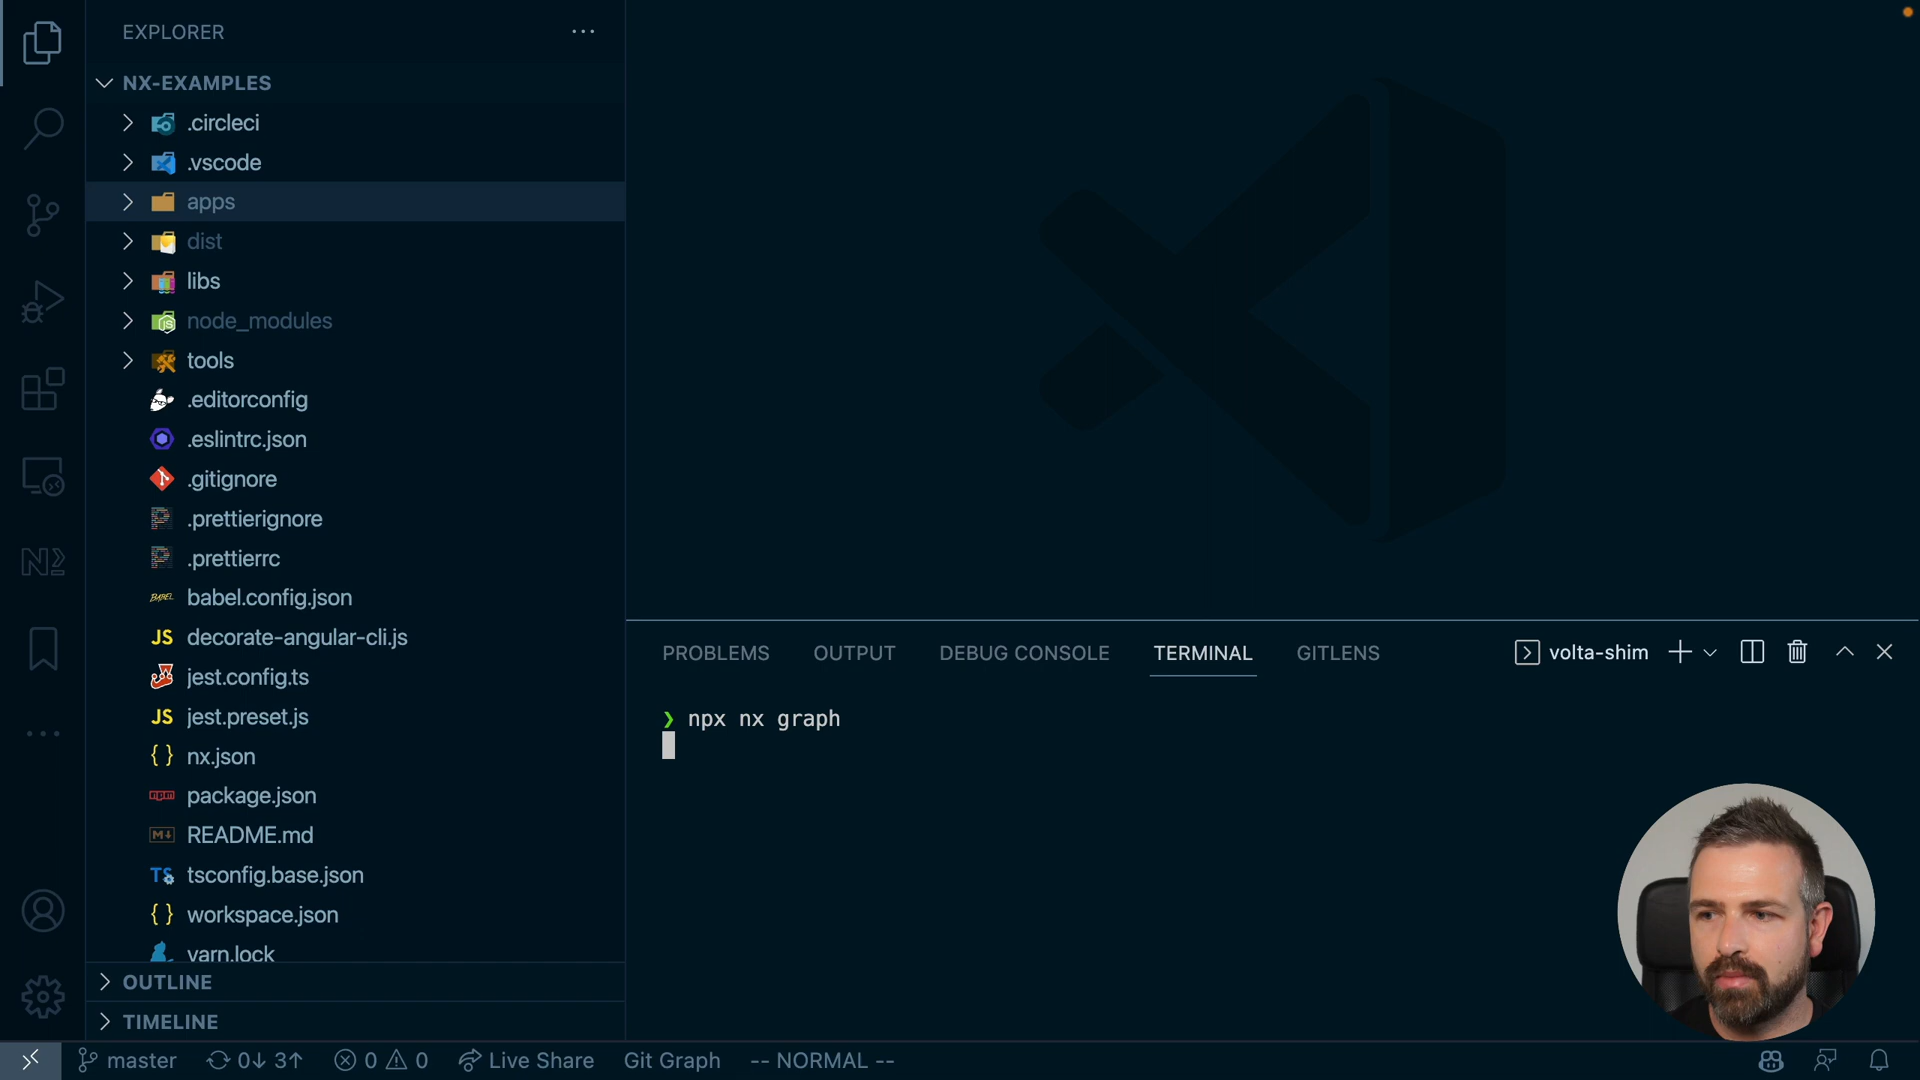 EXPLORER
NX-EXAMPLES
.circleci
.vscode
apps
dist
libs
node_modules
tools
.editorconfig
.eslintrc.json
.gitignore
.prettierignore
.prettierrc
babel.config.json
decorate-angular-cli.js
jest.config.ts
jest.preset.js
nx.json
package.json
README.md
tsconfig.base.json
workspace.json
yarn.lock
OUTLINE
TIMELINE
PROBLEMS OUTPUT DEBUG CONSOLE TERMINAL GITLENS volta-shim
❯ npx nx graph
master 0↓ 3↑ 0 0 Live Share Git Graph -- NORMAL --